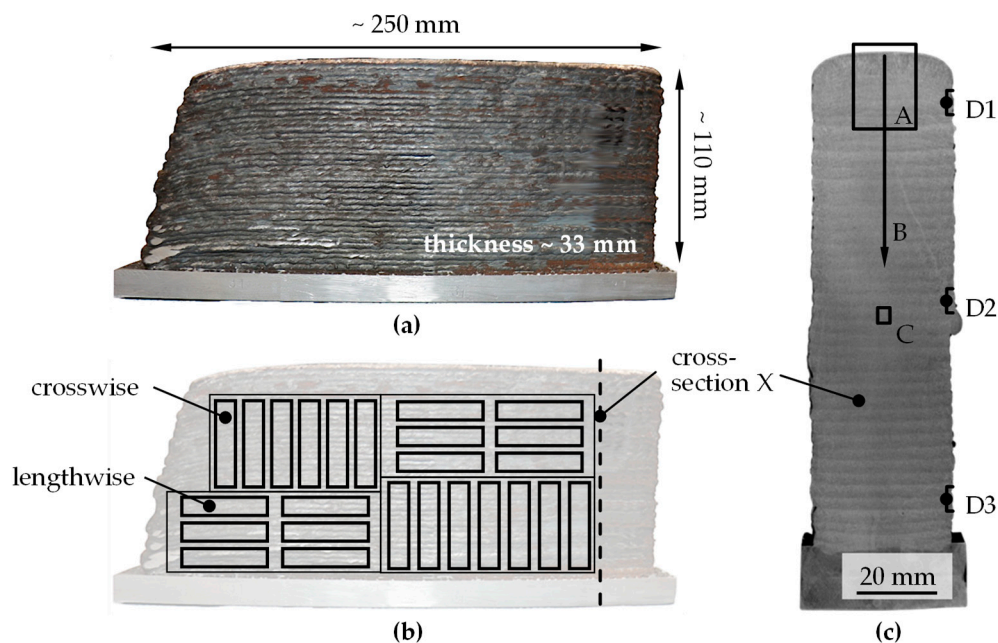 ~ 250 mm
~ 110 mm
thickness ~ 33 mm
(a)
crosswise
lengthwise
cross-
section X
(b)
A
B
C
D1
D2
D3
20 mm
(c)